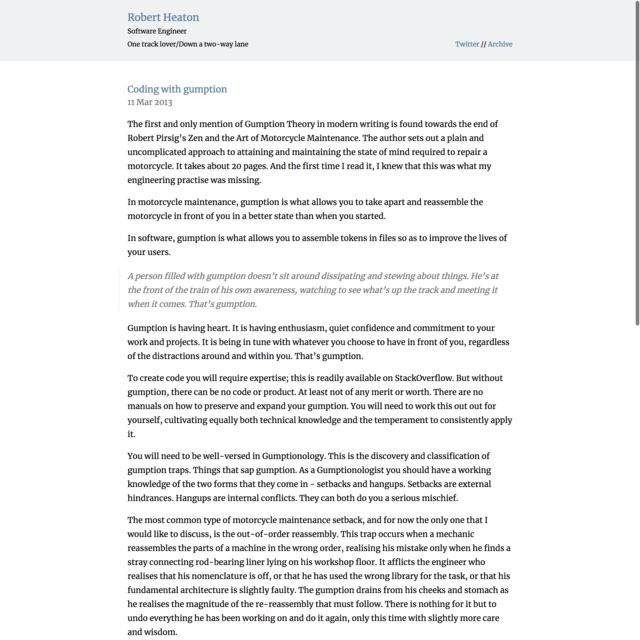 Robert Heaton
Software Engineer
One track lover/Down a two-way lane
Twitter // Archive
Coding with gumption
11 Mar 2013
The first and only mention of Gumption Theory in modern writing is found towards the end of
Robert Pirsig's Zen and the Art of Motorcycle Maintenance. The author sets out a plain and
uncomplicated approach to attaining and maintaining the state of mind required to repair a
motorcycle. It takes about 20 pages. And the first time I read it, I knew that this was what my
engineering practise was missing.
In motorcycle maintenance, gumption is what allows you to take apart and reassemble the
motorcycle in front of you in a better state than when you started.
In software, gumption is what allows you to assemble tokens in files so as to improve the lives of
your users.
A person filled with gumption doesn't sit around dissipating and stewing about things. He's at
the front of the train of his own awareness, watching to see what's up the track and meeting it
when it comes. That's gumption.
Gumption is having heart. It is having enthusiasm, quiet confidence and commitment to your
work and projects. It is being in tune with whatever you choose to have in front of you, regardless
of the distractions around and within you. That's gumption.
To create code you will require expertise; this is readily available on StackOverflow. But without
gumption, there can be no code or product. At least not of any merit or worth. There are no
manuals on how to preserve and expand your gumption. You will need to work this out out for
yourself, cultivating equally both technical knowledge and the temperament to consistently apply
it.
You will need to be well-versed in Gumptionology. This is the discovery and classification of
gumption traps. Things that sap gumption. As a Gumptionologist you should have a working
knowledge of the two forms that they come in - setbacks and hangups. Setbacks are external
hindrances. Hangups are internal conflicts. They can both do you a serious mischief.
The most common type of motorcycle maintenance setback, and for now the only one that I
would like to discuss, is the out-of-order reassembly. This trap occurs when a mechanic
reassembles the parts of a machine in the wrong order, realising his mistake only when he finds a
stray connecting rod-bearing liner lying on his workshop floor. It afflicts the engineer who
realises that his nomenclature is off, or that he has used the wrong library for the task, or that his
fundamental architecture is slightly faulty. The gumption drains from his cheeks and stomach as
he realises the magnitude of the re-reassembly that must follow. There is nothing for it but to
undo everything he has been working on and do it again, only this time with slightly more care
and wisdom.